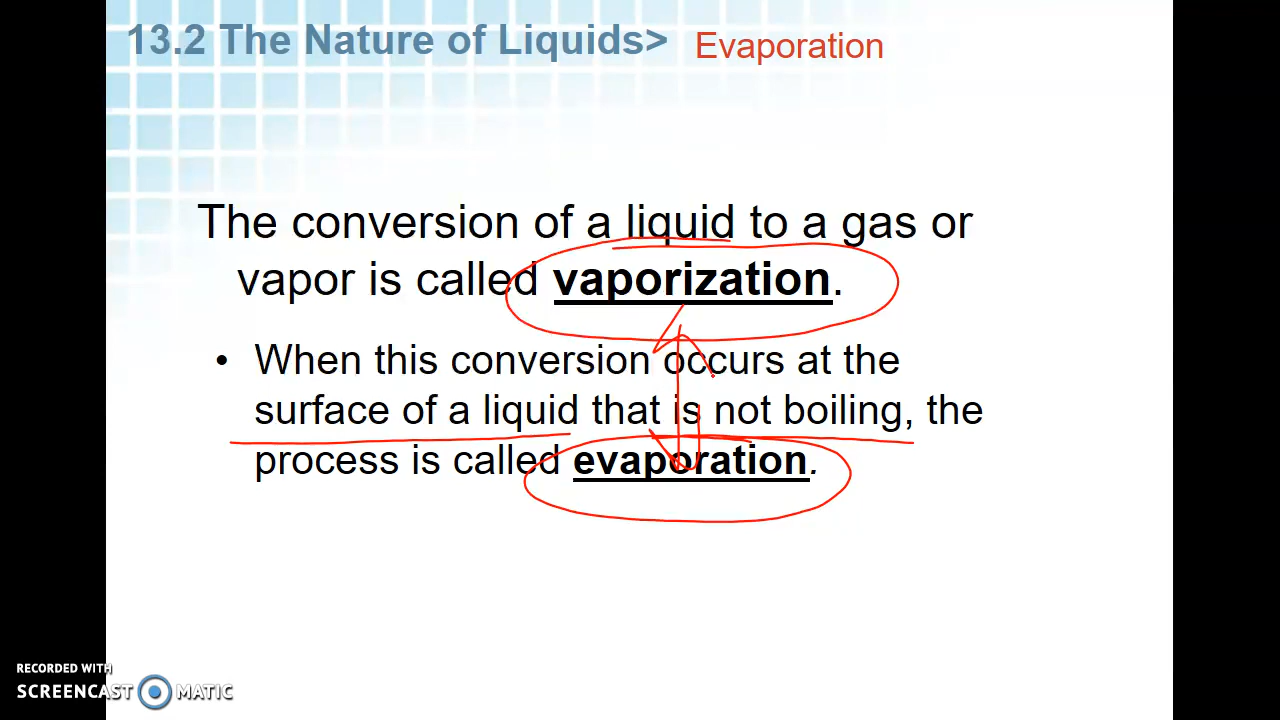 13.2 The Nature of Liquids> Evaporation
The conversion of a liquid to a gas or
vapor is called vaporization.
• When this conversion occurs at the
surface of a liquid that is not boiling, the
process is called evaporation.
RECORDED WITH
SCREENCAST MATIC